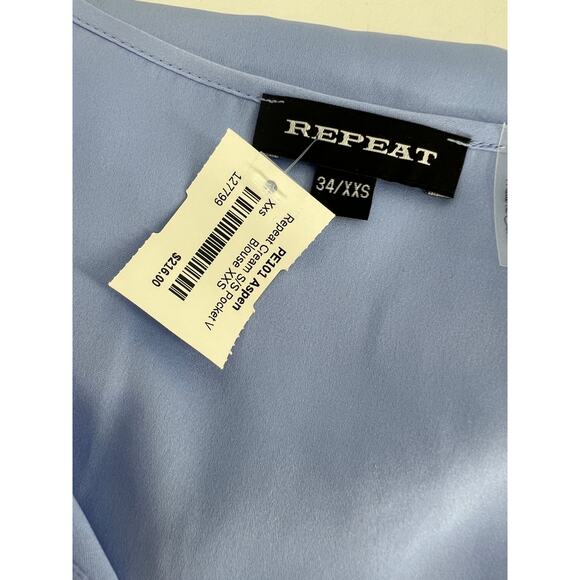 REPEAT
34/XXS
PE101 Aspen
Repeat Cream S/S Pocket V
Blouse XXS
Xxs
127799
$216.00